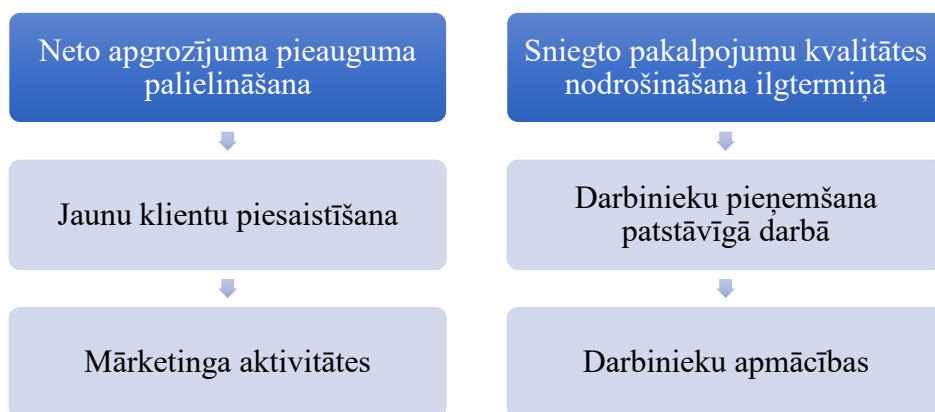 Neto apgrozījuma pieauguma
palielināšana
Jaunu klientu piesaistīšana
Mārketinga aktivitātes
Sniegto pakalpojumu kvalitātes
nodrošināšana ilgtermiņā
Darbinieku pieņemšana
patstāvīgā darbā
Darbinieku apmācības